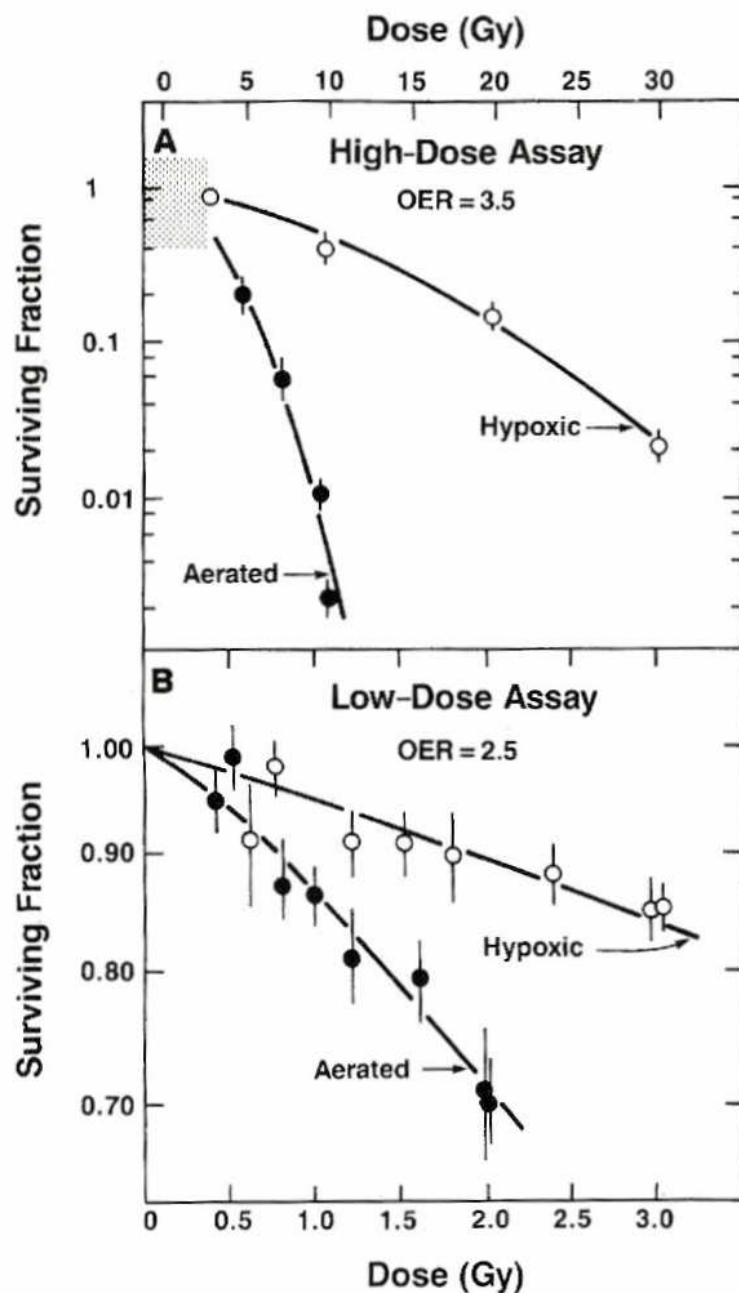 Dose (Gy)
0 5 10 15 20 25 30
A
High-Dose Assay
OER = 3.5
1
0.1
0.01
Surviving Fraction
Hypoxic
Aerated
B
Low-Dose Assay
OER = 2.5
1.00
0.90
0.80
0.70
Surviving Fraction
Hypoxic
Aerated
0 0.5 1.0 1.5 2.0 2.5 3.0
Dose (Gy)